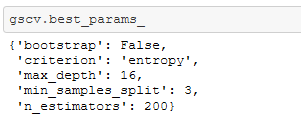 gscv.best_params_
{'bootstrap': False,
'criterion': 'entropy',
'max_depth': 16,
'min_samples_split': 3,
'n_estimators': 200}